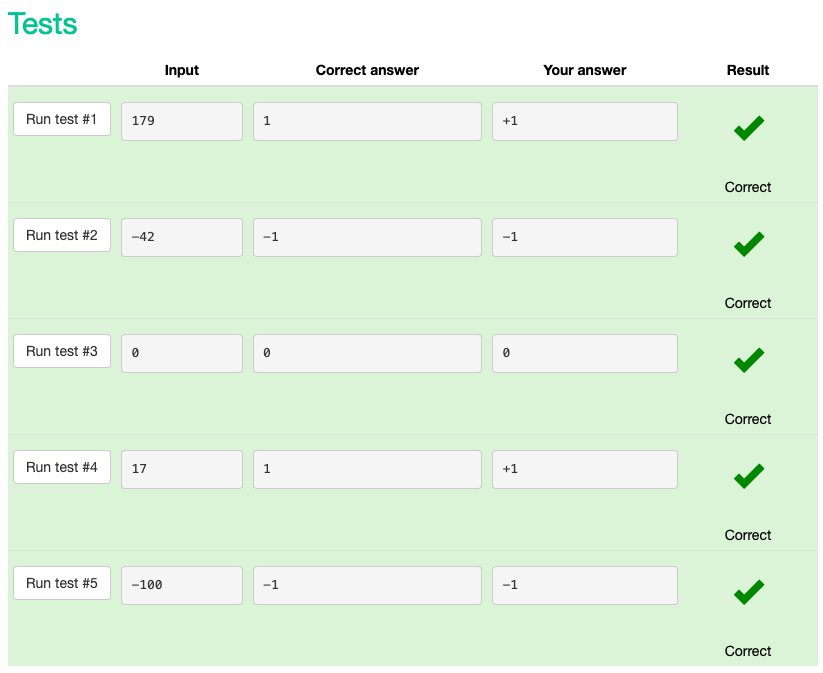 Tests
Input Correct answer Your answer Result
Run test #1 179 1 +1
Correct
Run test #2 -42 -1 -1
Correct
Run test #3 0 0 0
Correct
Run test #4 17 1 +1
Correct
Run test #5 -100 -1 -1
Correct